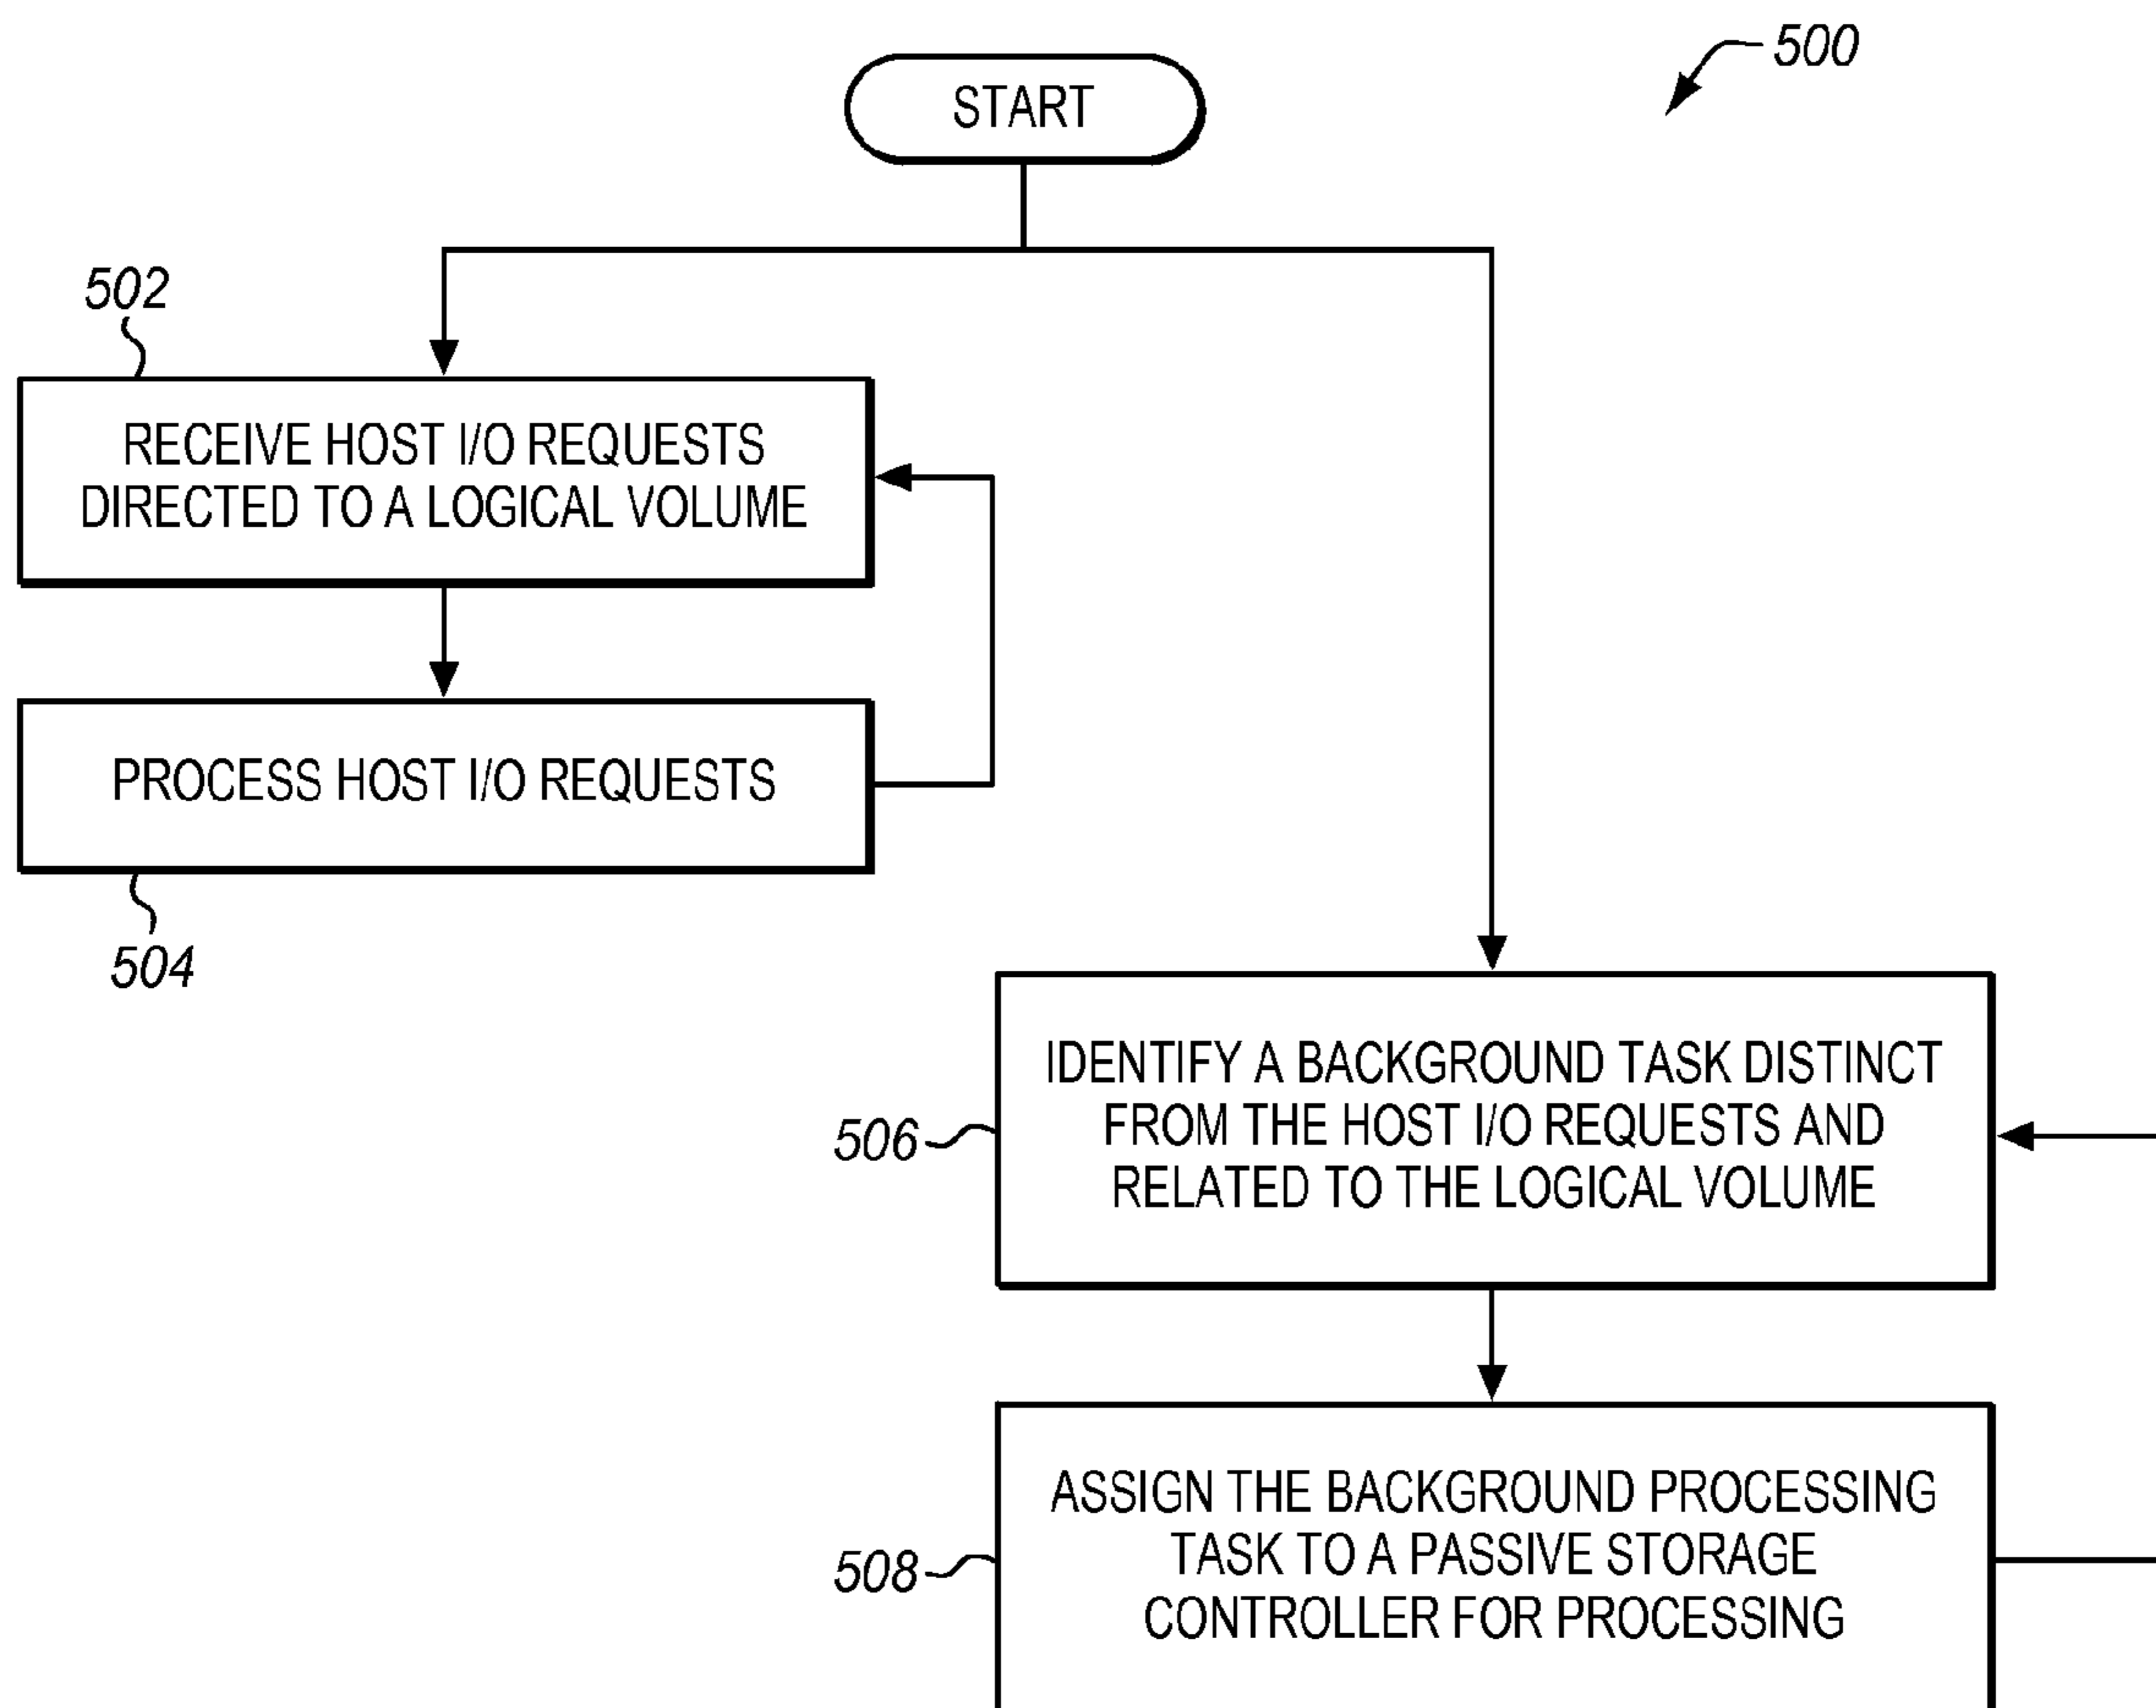 500
START
502
RECEIVE HOST I/O REQUESTS
DIRECTED TO A LOGICAL VOLUME
PROCESS HOST I/O REQUESTS
504
IDENTIFY A BACKGROUND TASK DISTINCT
FROM THE HOST I/O REQUESTS AND
RELATED TO THE LOGICAL VOLUME
506
ASSIGN THE BACKGROUND PROCESSING
TASK TO A PASSIVE STORAGE
CONTROLLER FOR PROCESSING
508